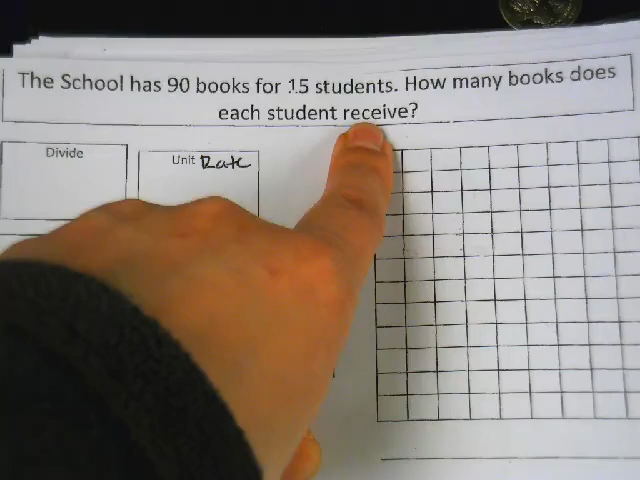 The School has 90 books for 15 students. How many books does
each student receive?
Divide
Unit Rate